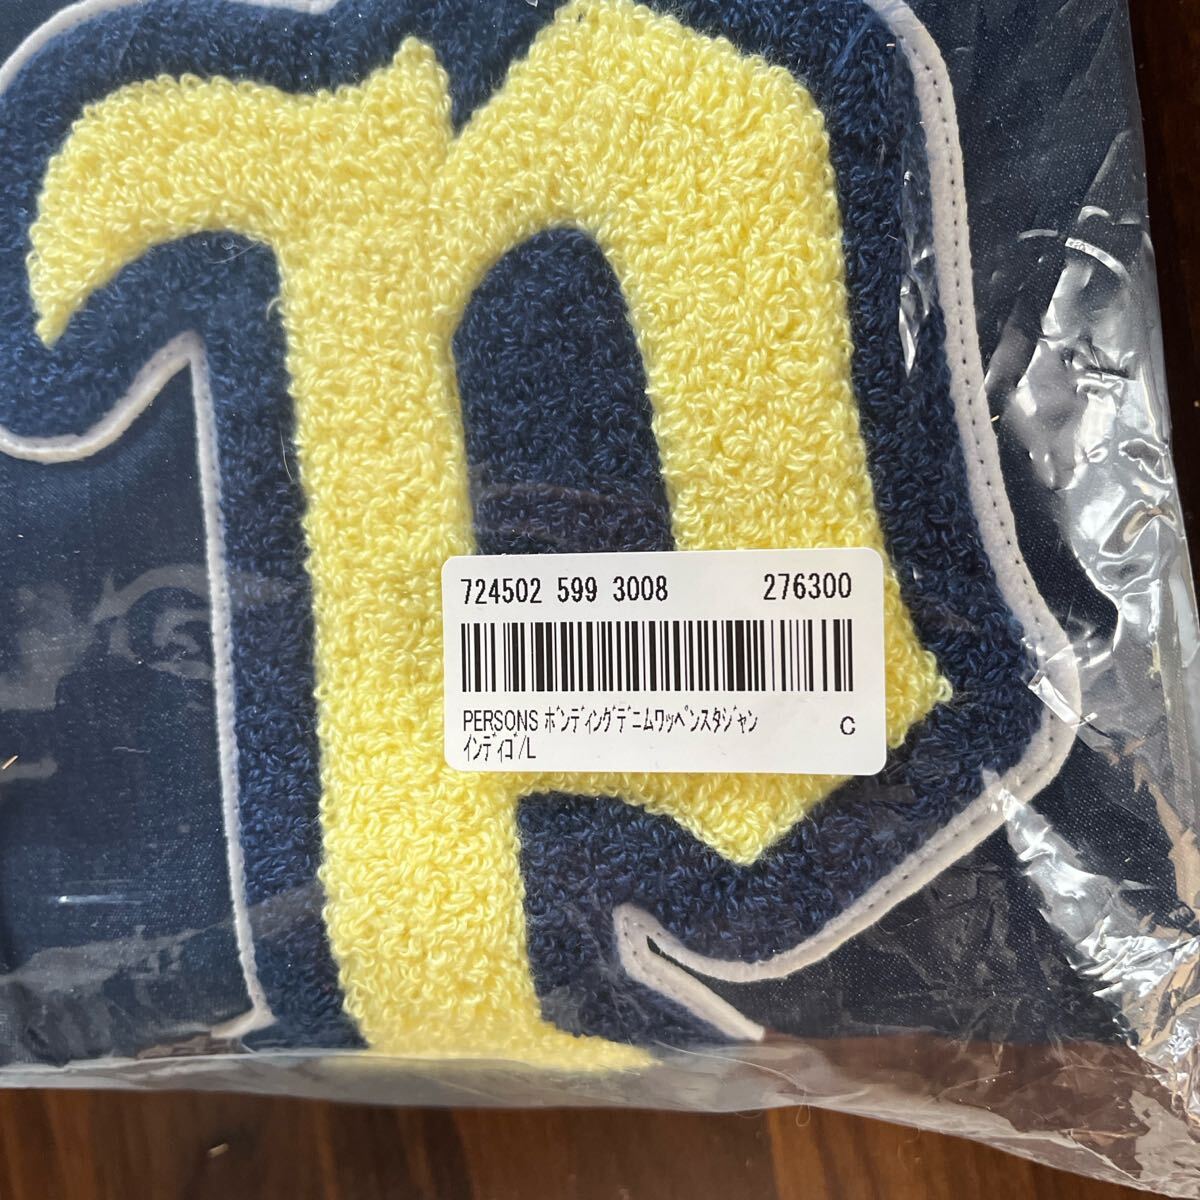 P
724502 599 3008 276300
PERSONS ﾎﾞﾝﾃﾞｨﾝｸﾞﾃﾞﾆﾑﾜｯﾍﾟﾝｽﾀｼﾞｬﾝ C
ｲﾝﾃﾞｨｺﾞ/L